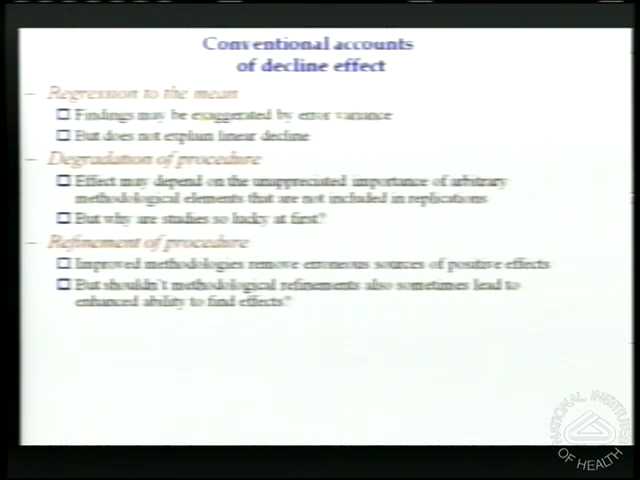 Conventional accounts
of decline effect
– Regression to the mean
Findings may be exaggerated by error variance
But does not explain linear decline
– Degradation of procedure
Effect may depend on the unappreciated importance of arbitrary
methodological elements that are not included in replications
But why are studies so lucky at first?
– Refinement of procedure
Improved methodologies remove erroneous sources of positive effects
But shouldn't methodological refinements also sometimes lead to
enhanced ability to find effects?
NATIONAL INSTITUTES
OF HEALTH